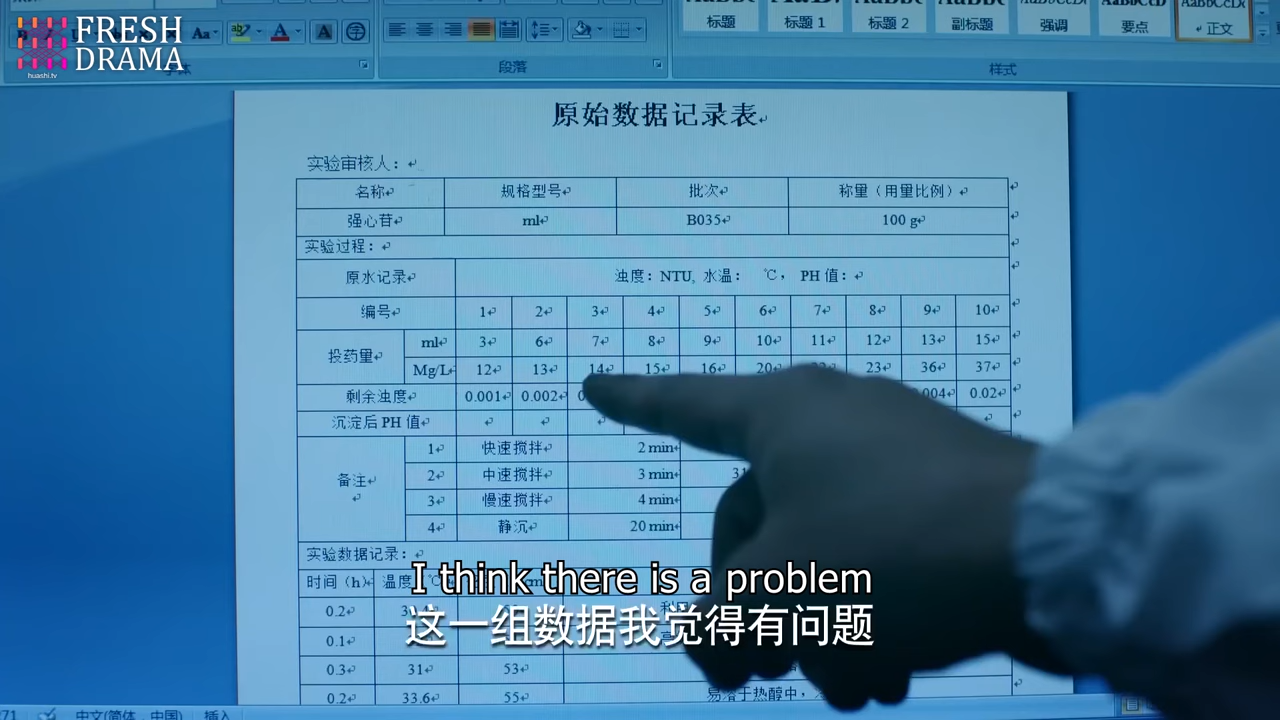 FRESH
DRAMA
huashi.tv
标题 标题 1 标题 2 副标题 强调 要点 正文
段落 样式
原始数据记录表
实验审核人：
名称 规格型号 批次 称量（用量比例）
强心苷 ml B035 100 g
实验过程：
原水记录 浊度：NTU, 水温： ℃， PH 值：
编号 1 2 3 4 5 6 7 8 9 10
投药量 ml 3 6 7 8 9 10 11 12 13 15
Mg/L 12 13 14 15 16 20 23 36 37
剩余浊度 0.001 0.002 0.02
沉淀后 PH 值
备注 1 快速搅拌 2 min
2 中速搅拌 3 min
3 慢速搅拌 4 min
4 静沉 20 min
实验数据记录：
时间（h） 温度
I think there is a problem
0.2
这一组数据我觉得有问题
0.1
0.3 31 53
0.2 33.6 55 易溶于热醇中，
中文(简体，中国) 插入